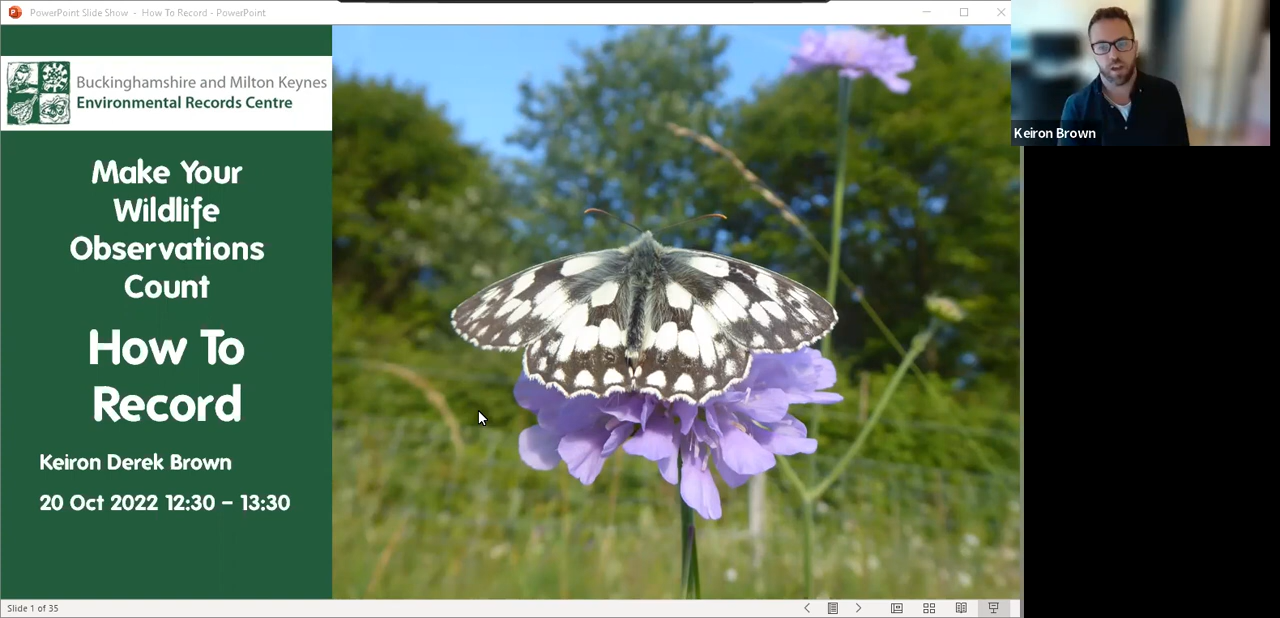 PowerPoint Slide Show - How To Record - PowerPoint
Buckinghamshire and Milton Keynes
Environmental Records Centre
Make Your
Wildlife
Observations
Count
How To
Record
Keiron Derek Brown
20 Oct 2022 12:30 – 13:30
Slide 1 of 35
Keiron Brown